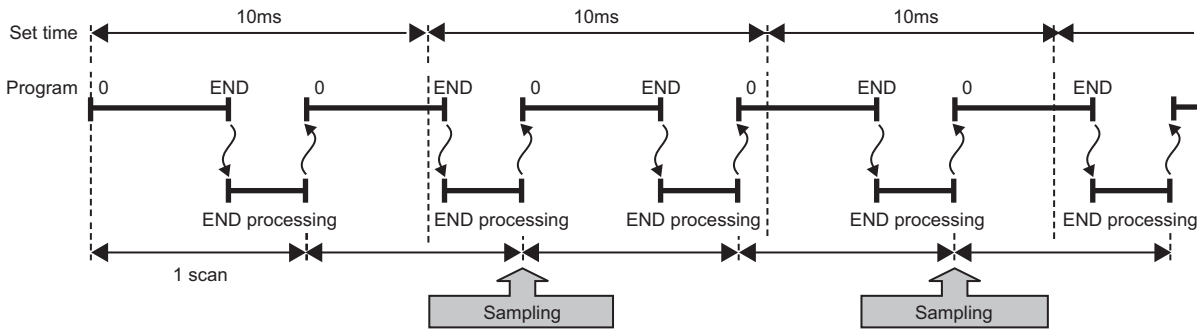 10ms 10ms 10ms
Set time
Program 0 END 0 END 0 END 0 END 0 END
END processing END processing END processing END processing END processing
1 scan
Sampling Sampling